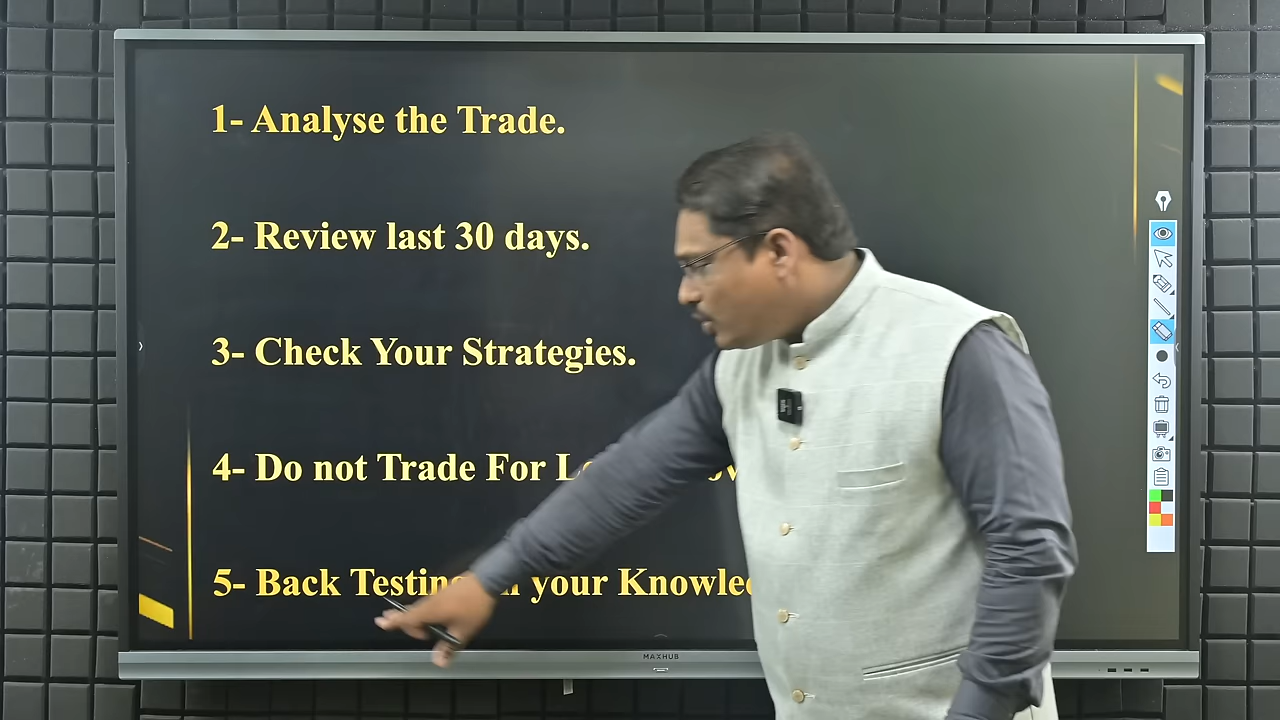 1- Analyse the Trade.
2- Review last 30 days.
3- Check Your Strategies.
4- Do not Trade For
5- Back your
MAXHUB